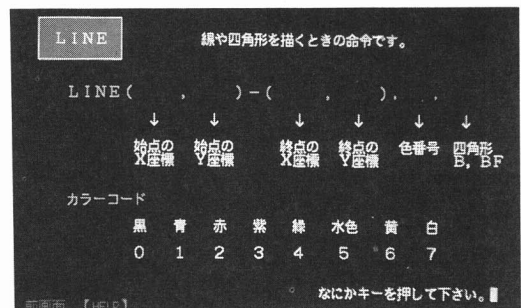 LINE 線や四角形を描くときの命令です。
LINE( , )-( , ), ,
↓ ↓ ↓ ↓ ↓ ↓
始点の 始点の 終点の 終点の 色番号 四角形
X座標 Y座標 X座標 Y座標 B, BF
カラーコード
黒 青 赤 紫 緑 水色 黄 白
0 1 2 3 4 5 6 7
なにかキーを押して下さい。
前画面 【HELP】